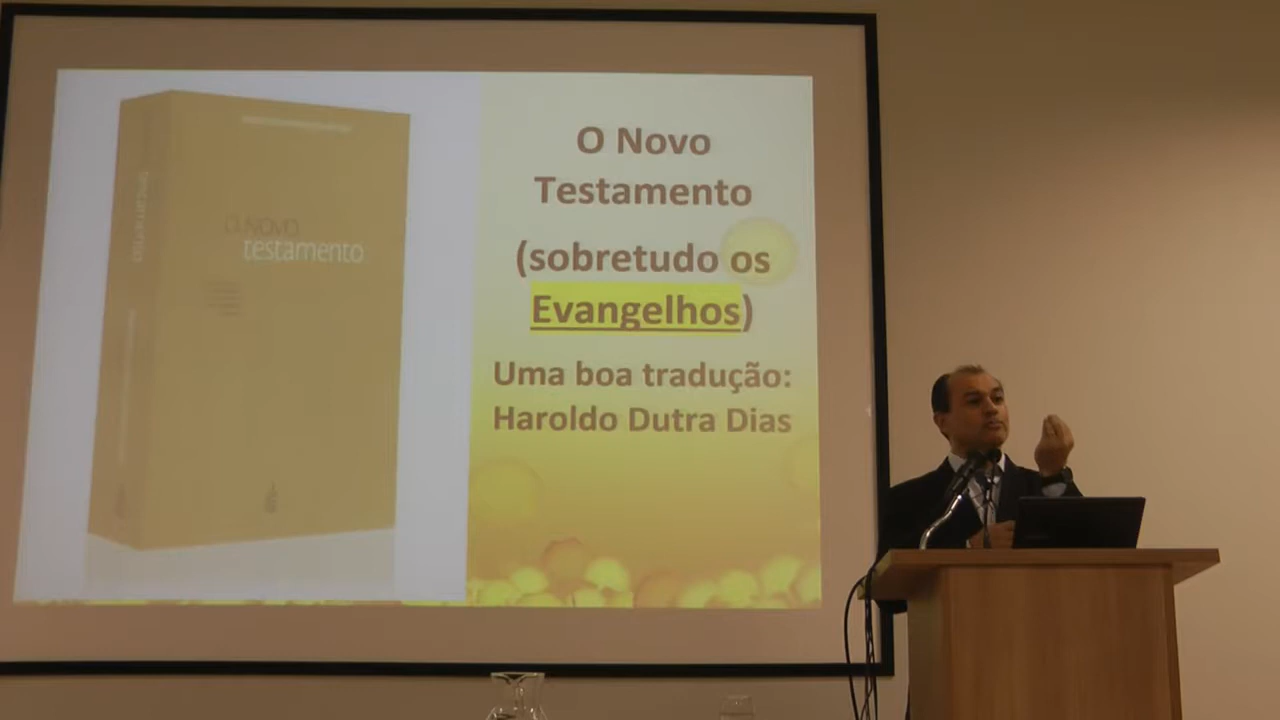 O NOVO
testamento
O Novo
Testamento
(sobretudo os
Evangelhos)
Uma boa tradução:
Haroldo Dutra Dias